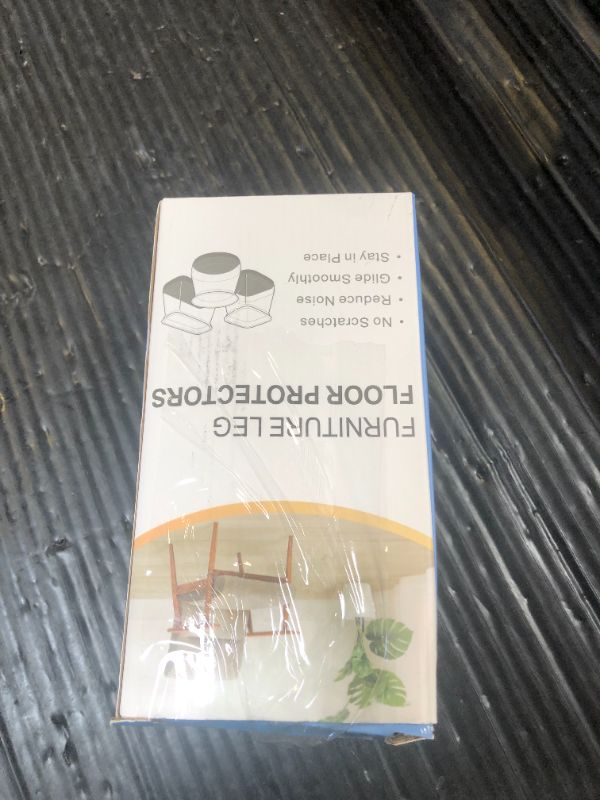 FURNITURE LEG
FLOOR PROTECTORS
• No Scratches
• Reduce Noise
• Glide Smoothly
• Stay in Place